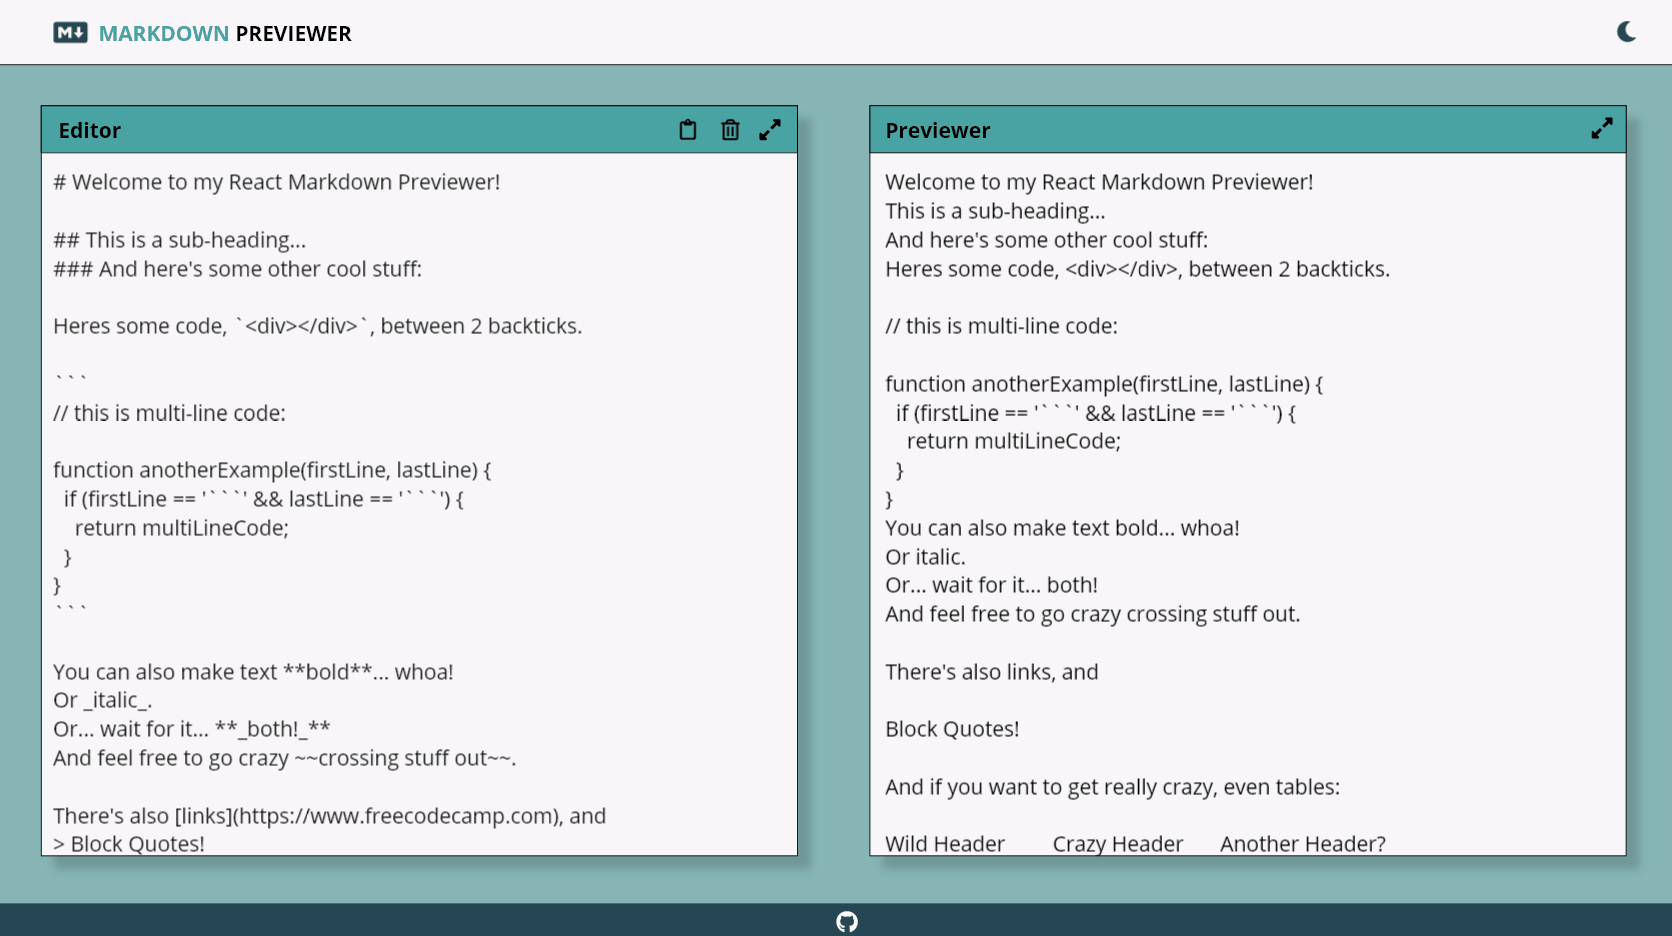 MARKDOWN PREVIEWER
Editor
# Welcome to my React Markdown Previewer!
## This is a sub-heading...
### And here's some other cool stuff:
Heres some code, `<div></div>`, between 2 backticks.
```
// this is multi-line code:
function anotherExample(firstLine, lastLine) {
  if (firstLine == '```' && lastLine == '```') {
    return multiLineCode;
  }
}
```
You can also make text **bold**... whoa!
Or _italic_.
Or... wait for it... **_both!_**
And feel free to go crazy ~~crossing stuff out~~.
There's also [links](https://www.freecodecamp.com), and
> Block Quotes!
Previewer
Welcome to my React Markdown Previewer!
This is a sub-heading...
And here's some other cool stuff:
Heres some code, <div></div>, between 2 backticks.
// this is multi-line code:
function anotherExample(firstLine, lastLine) {
  if (firstLine == '```' && lastLine == '```') {
    return multiLineCode;
  }
}
You can also make text bold... whoa!
Or italic.
Or... wait for it... both!
And feel free to go crazy crossing stuff out.
There's also links, and
Block Quotes!
And if you want to get really crazy, even tables:
Wild Header Crazy Header Another Header?